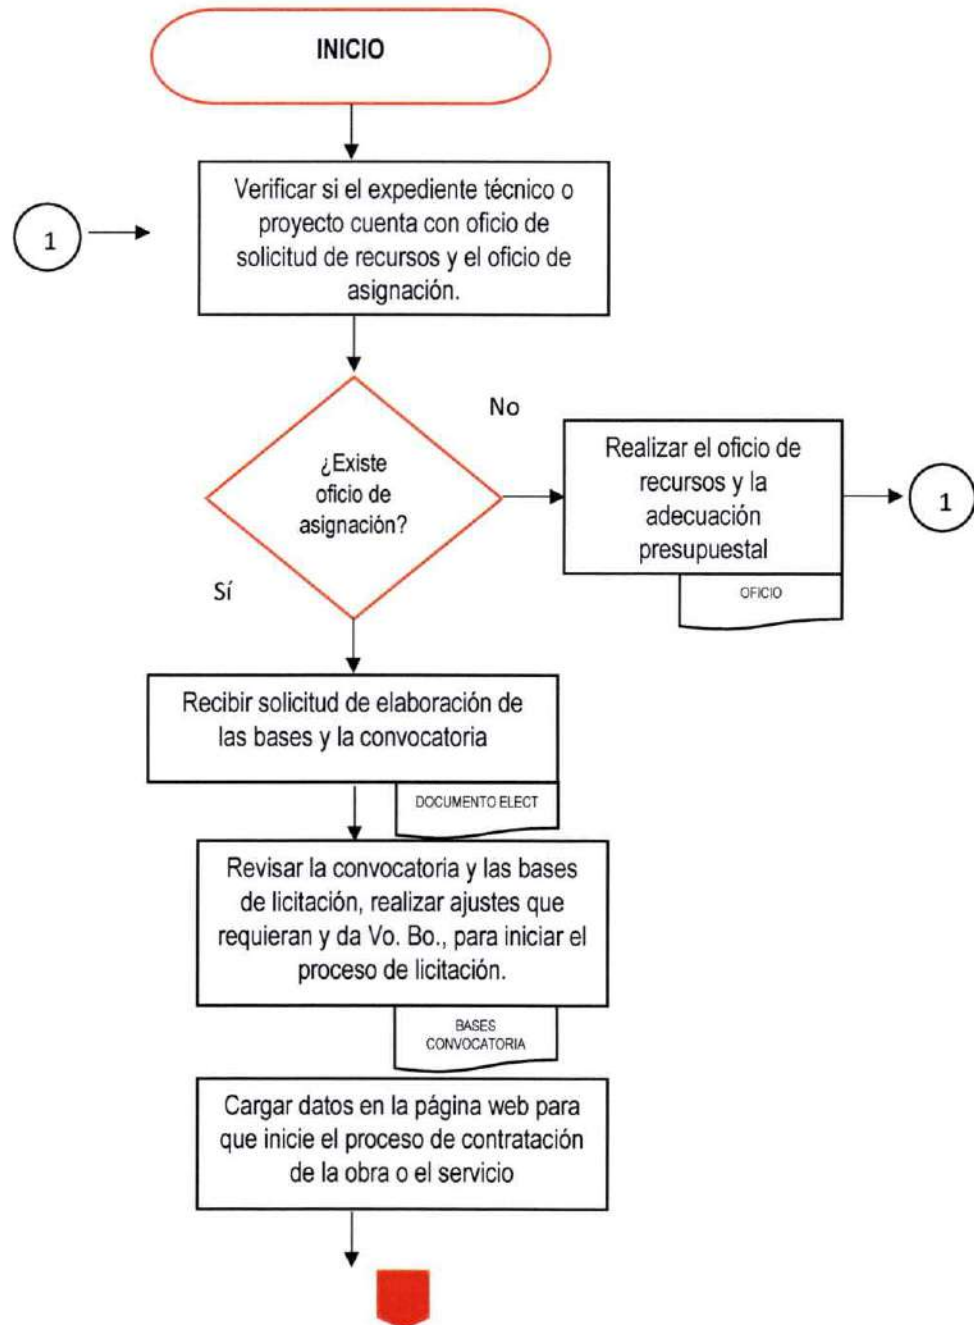 INICIO
Verificar si el expediente técnico o
proyecto cuenta con oficio de
solicitud de recursos y el oficio de
asignación.
1
No
¿Existe
oficio de
asignación?
Realizar el oficio de
recursos y la
adecuación
presupuestal
1
OFICIO
Sí
Recibir solicitud de elaboración de
las bases y la convocatoria
DOCUMENTO ELECT
Revisar la convocatoria y las bases
de licitación, realizar ajustes que
requieran y da Vo. Bo., para iniciar el
proceso de licitación.
BASES
CONVOCATORIA
Cargar datos en la página web para
que inicie el proceso de contratación
de la obra o el servicio